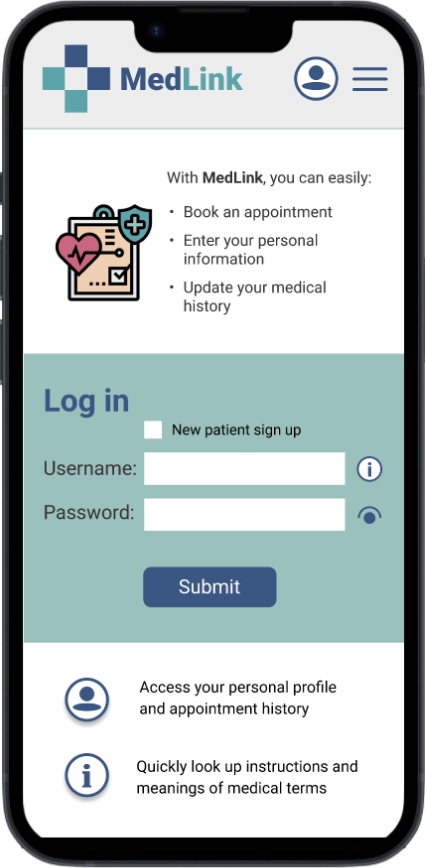 MedLink
With MedLink, you can easily:
• Book an appointment
• Enter your personal
information
• Update your medical
history
Log in
New patient sign up
Username:
i
Password:
Submit
Access your personal profile
and appointment history
i
Quickly look up instructions and
meanings of medical terms